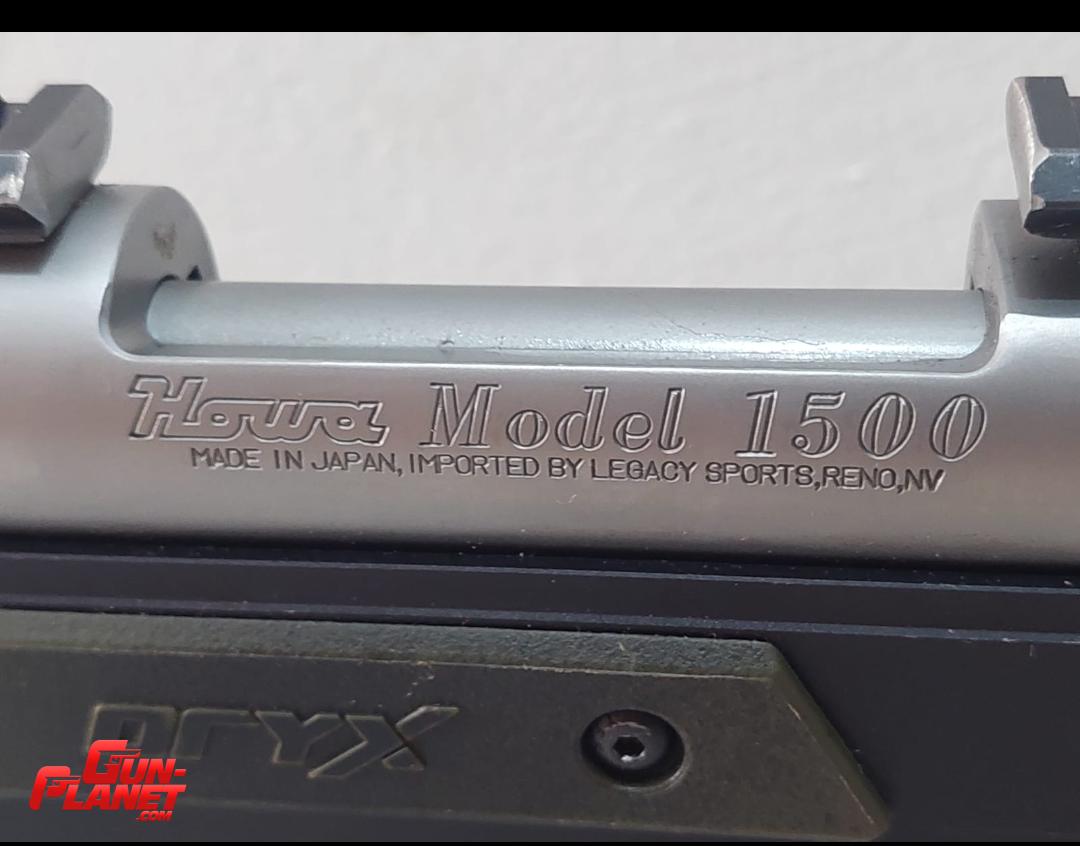 Howa Model 1500
MADE IN JAPAN, IMPORTED BY LEGACY SPORTS,RENO,NV
ORYX
GUN-
PLANET
.COM